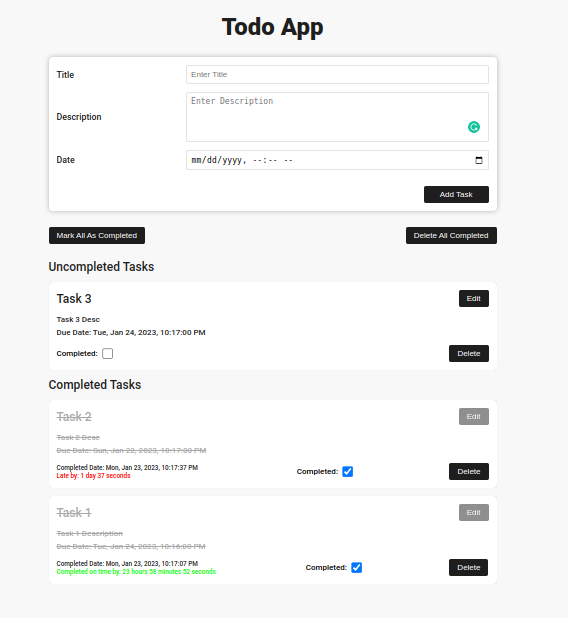 Todo App
Title
Enter Title
Description
Enter Description
Date
mm/dd/yyyy, --:-- --
Add Task
Mark All As Completed
Delete All Completed
Uncompleted Tasks
Task 3
Edit
Task 3 Desc
Due Date: Tue, Jan 24, 2023, 10:17:00 PM
Completed:
Delete
Completed Tasks
Task 2
Edit
Task 2 Desc
Due Date: Sun, Jan 22, 2023, 10:17:00 PM
Completed Date: Mon, Jan 23, 2023, 10:17:37 PM
Late by: 1 day 37 seconds
Completed:
Delete
Task 1
Edit
Task 1 Description
Due Date: Tue, Jan 24, 2023, 10:16:00 PM
Completed Date: Mon, Jan 23, 2023, 10:17:07 PM
Completed on time by: 23 hours 58 minutes 52 seconds
Completed:
Delete